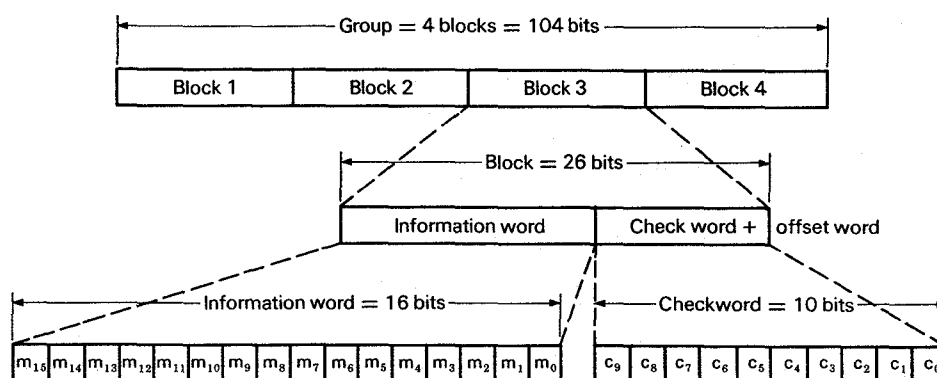 Group = 4 blocks = 104 bits
Block 1 Block 2 Block 3 Block 4
Block = 26 bits
Information word Check word + offset word
Information word = 16 bits Checkword = 10 bits
m₁₅ m₁₄ m₁₃ m₁₂ m₁₁ m₁₀ m₉ m₈ m₇ m₆ m₅ m₄ m₃ m₂ m₁ m₀ c₉ c₈ c₇ c₆ c₅ c₄ c₃ c₂ c₁ c₀